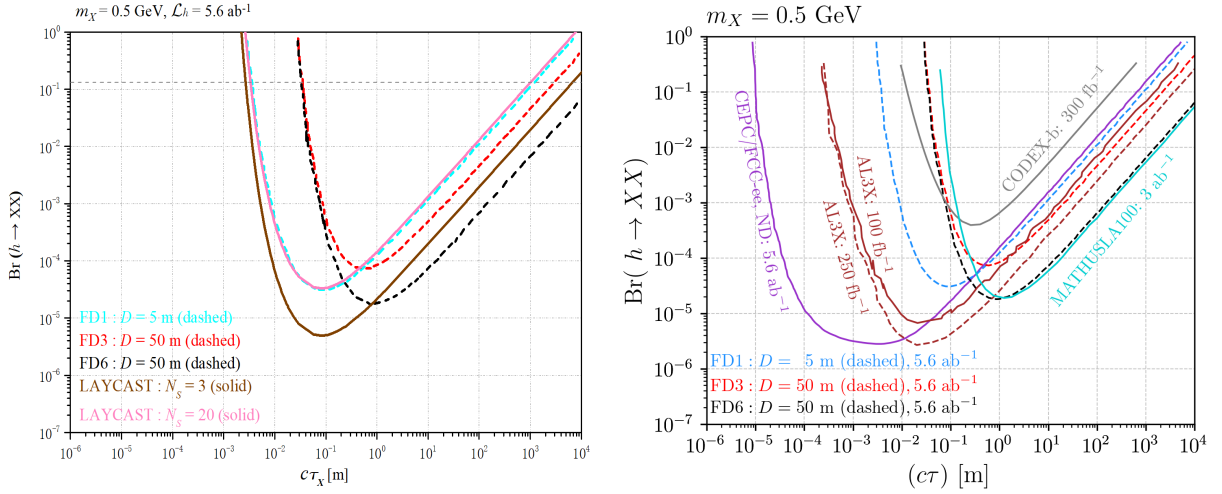 m_X = 0.5 GeV, ℒ_h = 5.6 ab⁻¹
10⁰
10⁻¹
10⁻²
10⁻³
10⁻⁴
10⁻⁵
10⁻⁶
10⁻⁷
Br (h → XX)
FD1 : D = 5 m (dashed)
FD3 : D = 50 m (dashed)
FD6 : D = 50 m (dashed)
LAYCAST : N_S = 3 (solid)
LAYCAST : N_S = 20 (solid)
10⁻⁶ 10⁻⁵ 10⁻⁴ 10⁻³ 10⁻² 10⁻¹ 10⁰ 10¹ 10² 10³ 10⁴
cτ_X [m]
m_X = 0.5 GeV
10⁰
10⁻¹
10⁻²
10⁻³
10⁻⁴
10⁻⁵
10⁻⁶
10⁻⁷
Br( h → XX)
CEPC/FCC-ee, ND: 5.6 ab⁻¹
AL3X: 100 fb⁻¹
AL3X: 250 fb⁻¹
CODEX-b: 300 fb⁻¹
MATHUSLA100: 3 ab⁻¹
FD1 : D = 5 m (dashed), 5.6 ab⁻¹
FD3 : D = 50 m (dashed), 5.6 ab⁻¹
FD6 : D = 50 m (dashed), 5.6 ab⁻¹
10⁻⁶ 10⁻⁵ 10⁻⁴ 10⁻³ 10⁻² 10⁻¹ 10⁰ 10¹ 10² 10³ 10⁴
(cτ) [m]